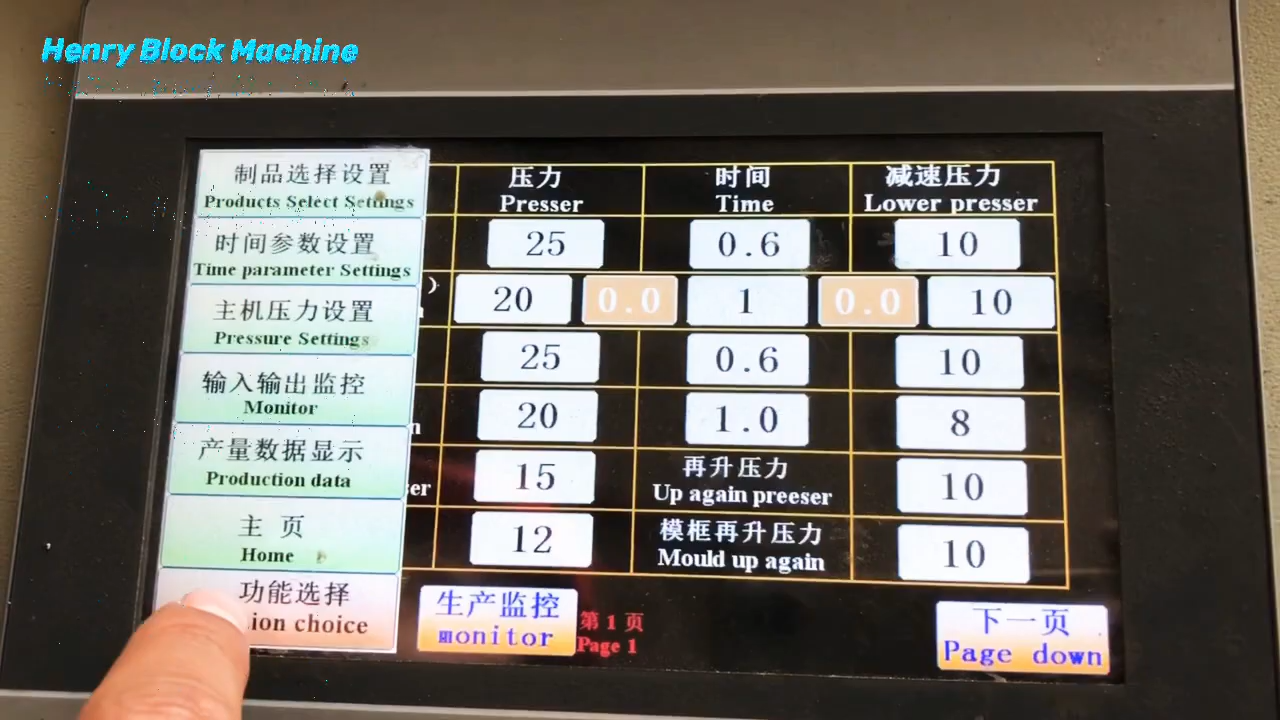 Henry Block Machine
制品选择设置
Products Select Settings
时间参数设置
Time parameter Settings
主机压力设置
Pressure Settings
输入输出监控
Monitor
产量数据显示
Production data
主 页
Home
功能选择
ion choice
压力
Presser
时间
Time
减速压力
Lower presser
25
0.6
10
)
20
0.0
1
0.0
10
25
0.6
10
n
20
1.0
8
ser
15
再升压力
Up again preeser
10
12
模框再升压力
Mould up again
10
生产监控
monitor
第 1 页
Page 1
下一页
Page down